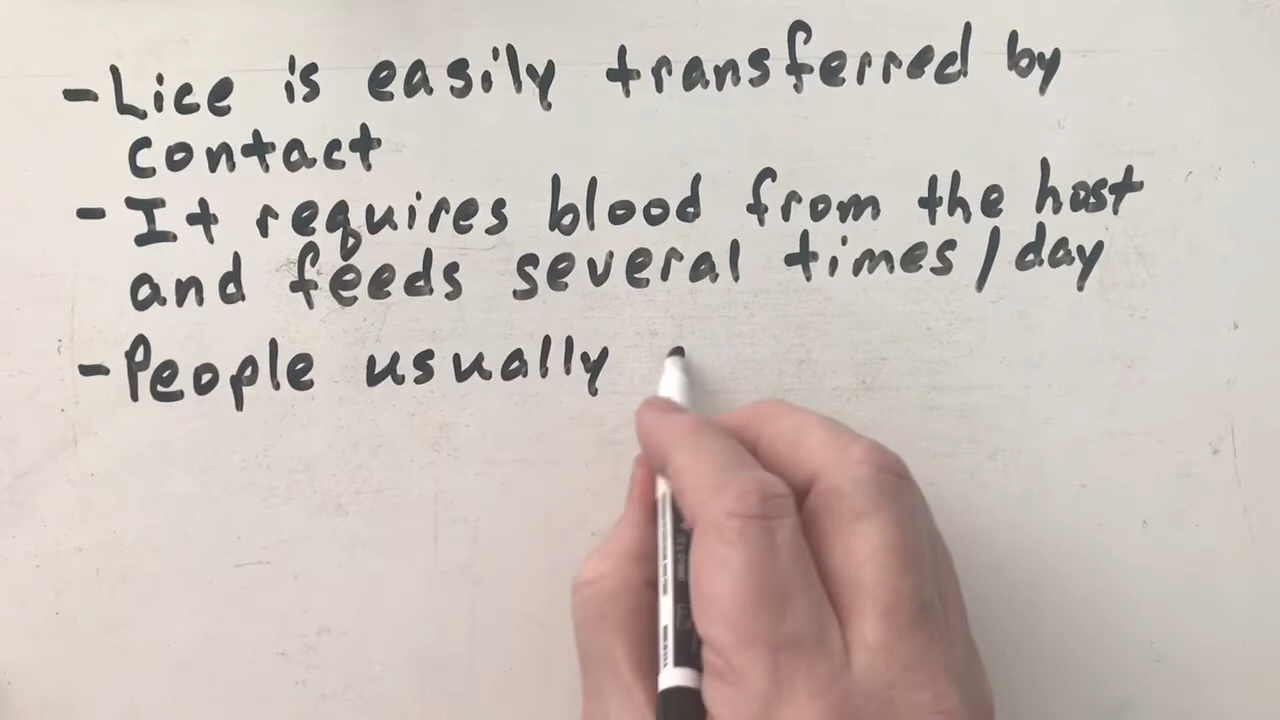 - Lice is easily transferred by
contact
- It requires blood from the host
and feeds several times/day
- People usually